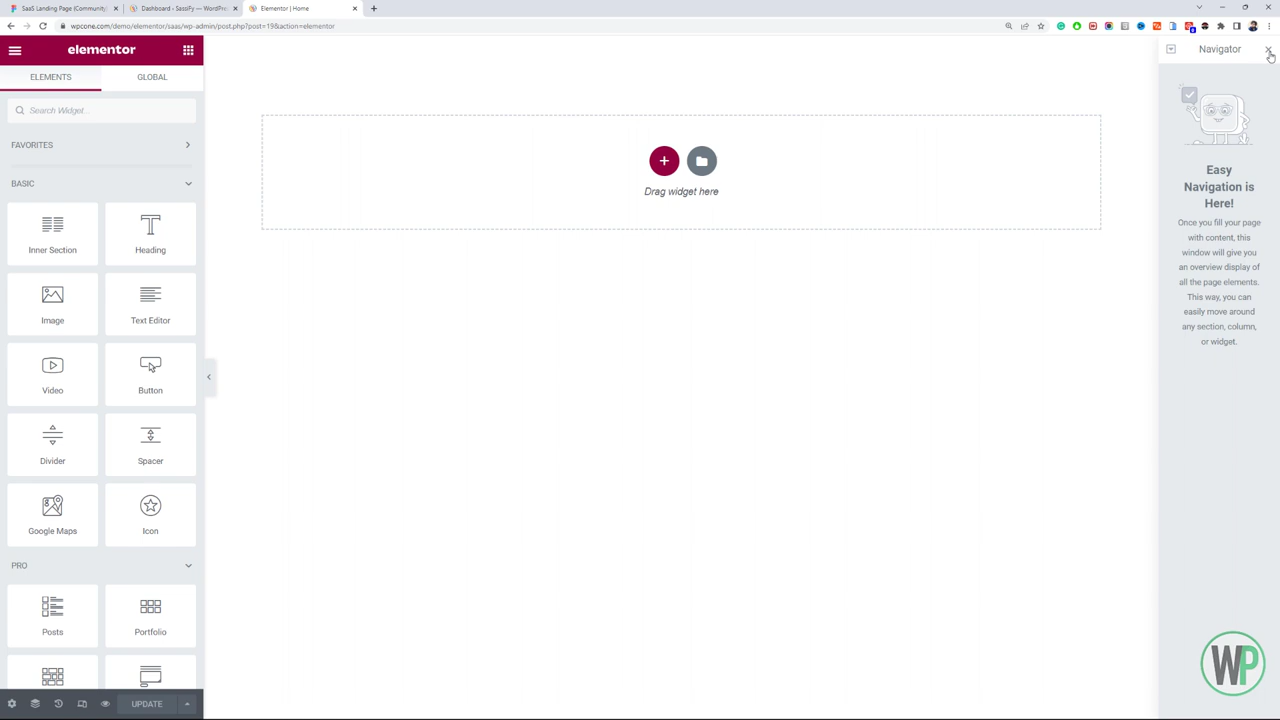 SaaS Landing Page (Community)
Dashboard ‹ SassFy — WordPres
Elementor | Home
wpcone.com/demo/elementor/saas/wp-admin/post.php?post=19&action=elementor
elementor
Navigator
ELEMENTS
GLOBAL
Search Widget...
FAVORITES
BASIC
Inner Section
Heading
Image
Text Editor
Video
Button
Divider
Spacer
Google Maps
Icon
PRO
Posts
Portfolio
UPDATE
Drag widget here
Easy
Navigation is
Here!
Once you fill your page
with content, this
window will give you
an overview display of
all the page elements.
This way, you can
easily move around
any section, column,
or widget.
WP